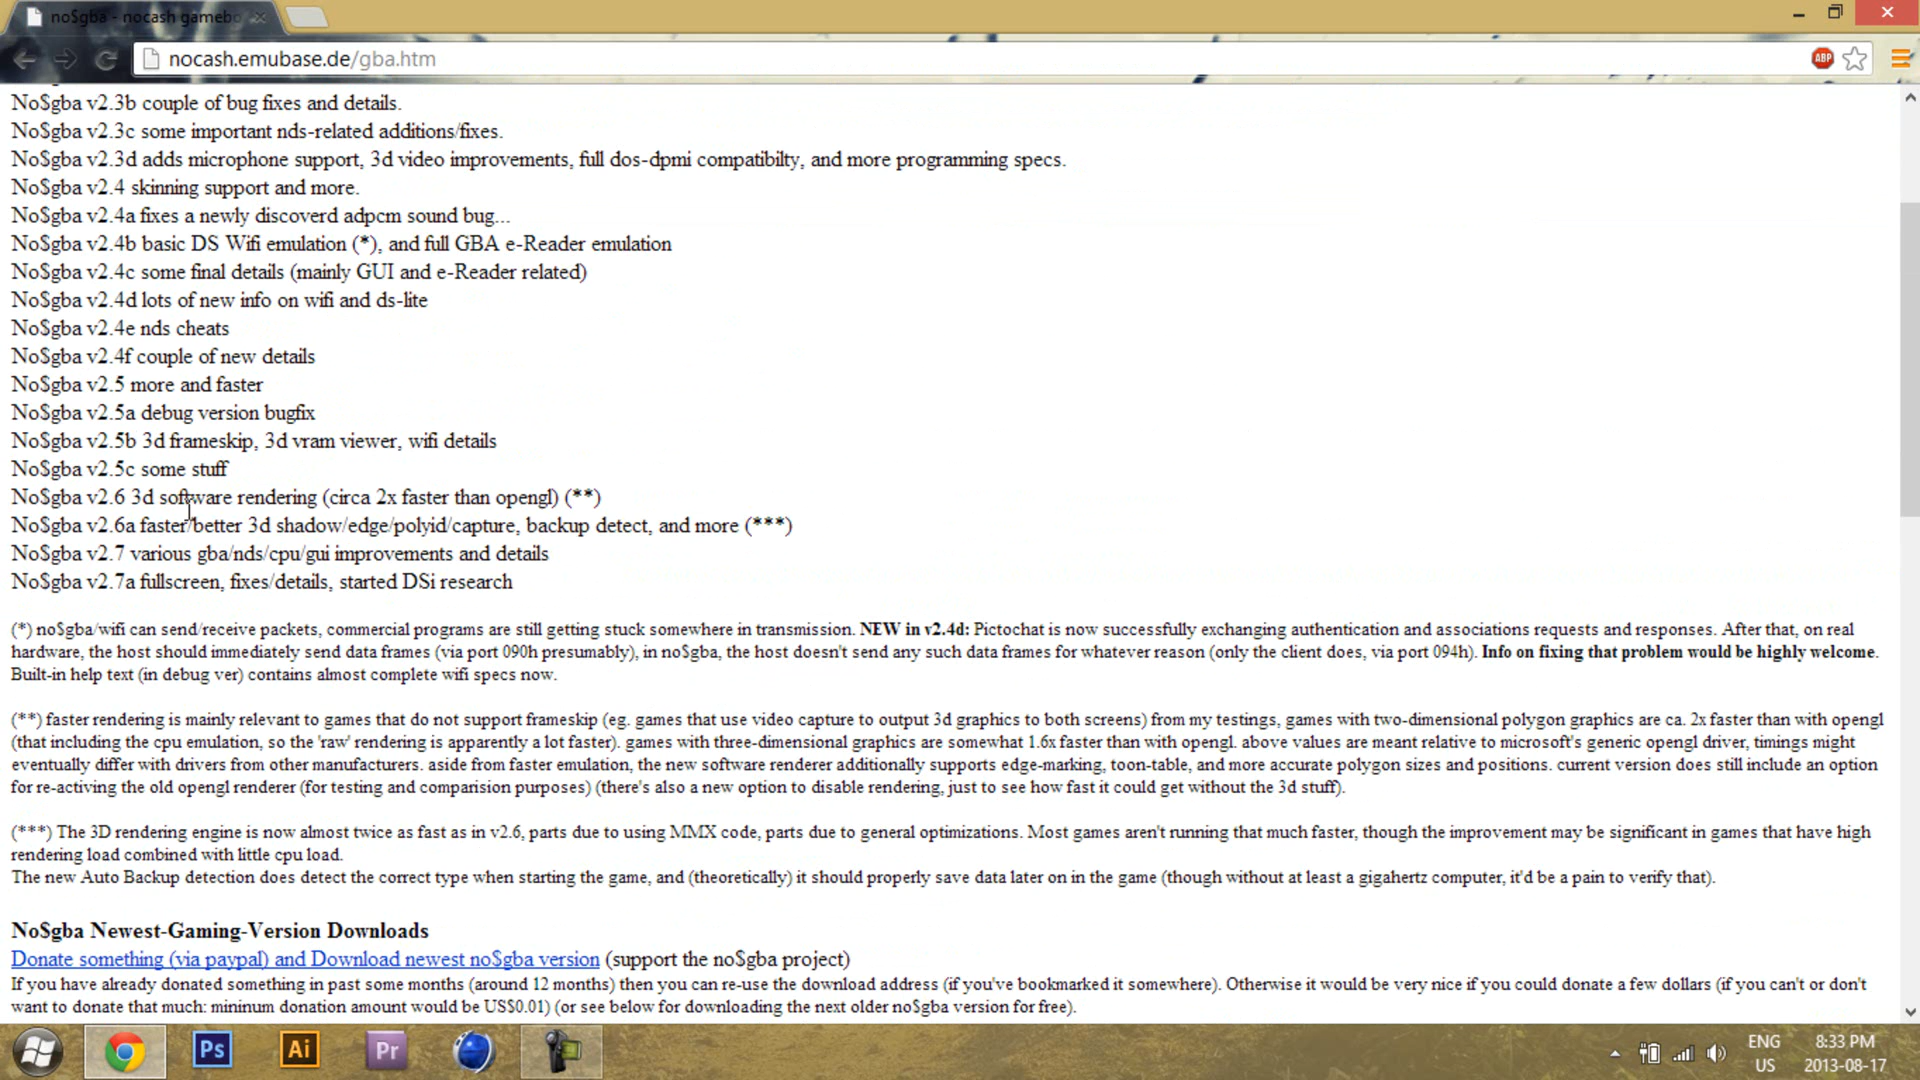 no$gba - nocash gamebo
nocash.emubase.de/gba.htm
ABP
No$gba v2.3b couple of bug fixes and details.
No$gba v2.3c some important nds-related additions/fixes.
No$gba v2.3d adds microphone support, 3d video improvements, full dos-dpmi compatibilty, and more programming specs.
No$gba v2.4 skinning support and more.
No$gba v2.4a fixes a newly discoverd adpcm sound bug...
No$gba v2.4b basic DS Wifi emulation (*), and full GBA e-Reader emulation
No$gba v2.4c some final details (mainly GUI and e-Reader related)
No$gba v2.4d lots of new info on wifi and ds-lite
No$gba v2.4e nds cheats
No$gba v2.4f couple of new details
No$gba v2.5 more and faster
No$gba v2.5a debug version bugfix
No$gba v2.5b 3d frameskip, 3d vram viewer, wifi details
No$gba v2.5c some stuff
No$gba v2.6 3d software rendering (circa 2x faster than opengl) (**)
No$gba v2.6a faster/better 3d shadow/edge/polyid/capture, backup detect, and more (***)
No$gba v2.7 various gba/nds/cpu/gui improvements and details
No$gba v2.7a fullscreen, fixes/details, started DSi research
(*) no$gba/wifi can send/receive packets, commercial programs are still getting stuck somewhere in transmission. NEW in v2.4d: Pictochat is now successfully exchanging authentication and associations requests and responses. After that, on real
hardware, the host should immediately send data frames (via port 090h presumably), in no$gba, the host doesn't send any such data frames for whatever reason (only the client does, via port 094h). Info on fixing that problem would be highly welcome.
Built-in help text (in debug ver) contains almost complete wifi specs now.
(**) faster rendering is mainly relevant to games that do not support frameskip (eg. games that use video capture to output 3d graphics to both screens) from my testings, games with two-dimensional polygon graphics are ca. 2x faster than with opengl
(that including the cpu emulation, so the 'raw' rendering is apparently a lot faster). games with three-dimensional graphics are somewhat 1.6x faster than with opengl. above values are meant relative to microsoft's generic opengl driver, timings might
eventually differ with drivers from other manufacturers. aside from faster emulation, the new software renderer additionally supports edge-marking, toon-table, and more accurate polygon sizes and positions. current version does still include an option
for re-activing the old opengl renderer (for testing and comparision purposes) (there's also a new option to disable rendering, just to see how fast it could get without the 3d stuff).
(***) The 3D rendering engine is now almost twice as fast as in v2.6, parts due to using MMX code, parts due to general optimizations. Most games aren't running that much faster, though the improvement may be significant in games that have high
rendering load combined with little cpu load.
The new Auto Backup detection does detect the correct type when starting the game, and (theoretically) it should properly save data later on in the game (though without at least a gigahertz computer, it'd be a pain to verify that).
No$gba Newest-Gaming-Version Downloads
Donate something (via paypal) and Download newest no$gba version (support the no$gba project)
If you have already donated something in past some months (around 12 months) then you can re-use the download address (if you've bookmarked it somewhere). Otherwise it would be very nice if you could donate a few dollars (if you can't or don't
want to donate that much: mininum donation amount would be US$0.01) (or see below for downloading the next older no$gba version for free).
Ps
Ai
Pr
ENG
US
8:33 PM
2013-08-17